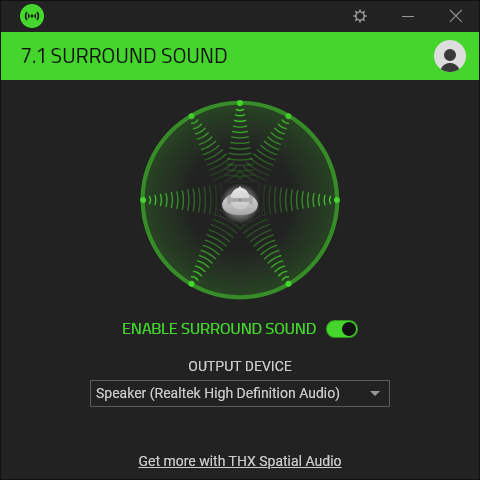 7.1 SURROUND SOUND
ENABLE SURROUND SOUND
OUTPUT DEVICE
Speaker (Realtek High Definition Audio)
Get more with THX Spatial Audio